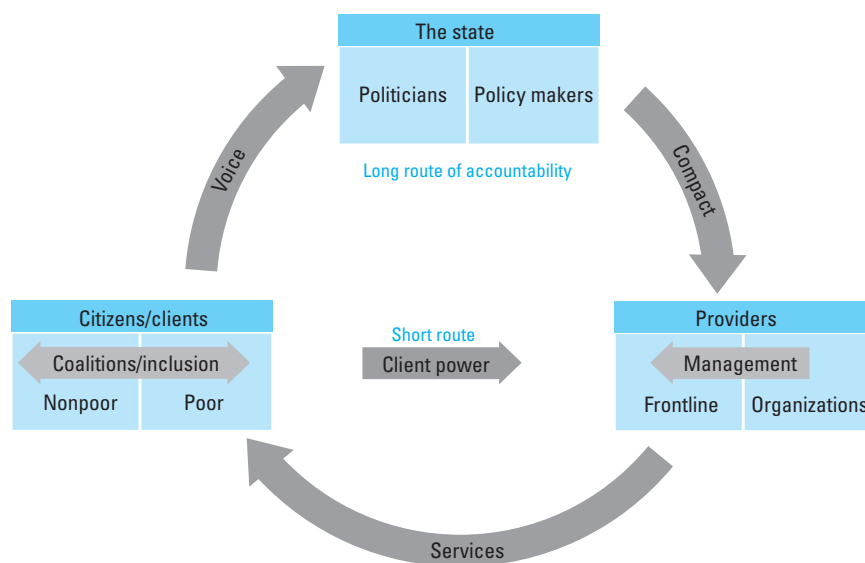 The state
Politicians
Policy makers
Long route of accountability
Voice
Compact
Citizens/clients
Coalitions/inclusion
Nonpoor
Poor
Short route
Client power
Providers
Management
Frontline
Organizations
Services